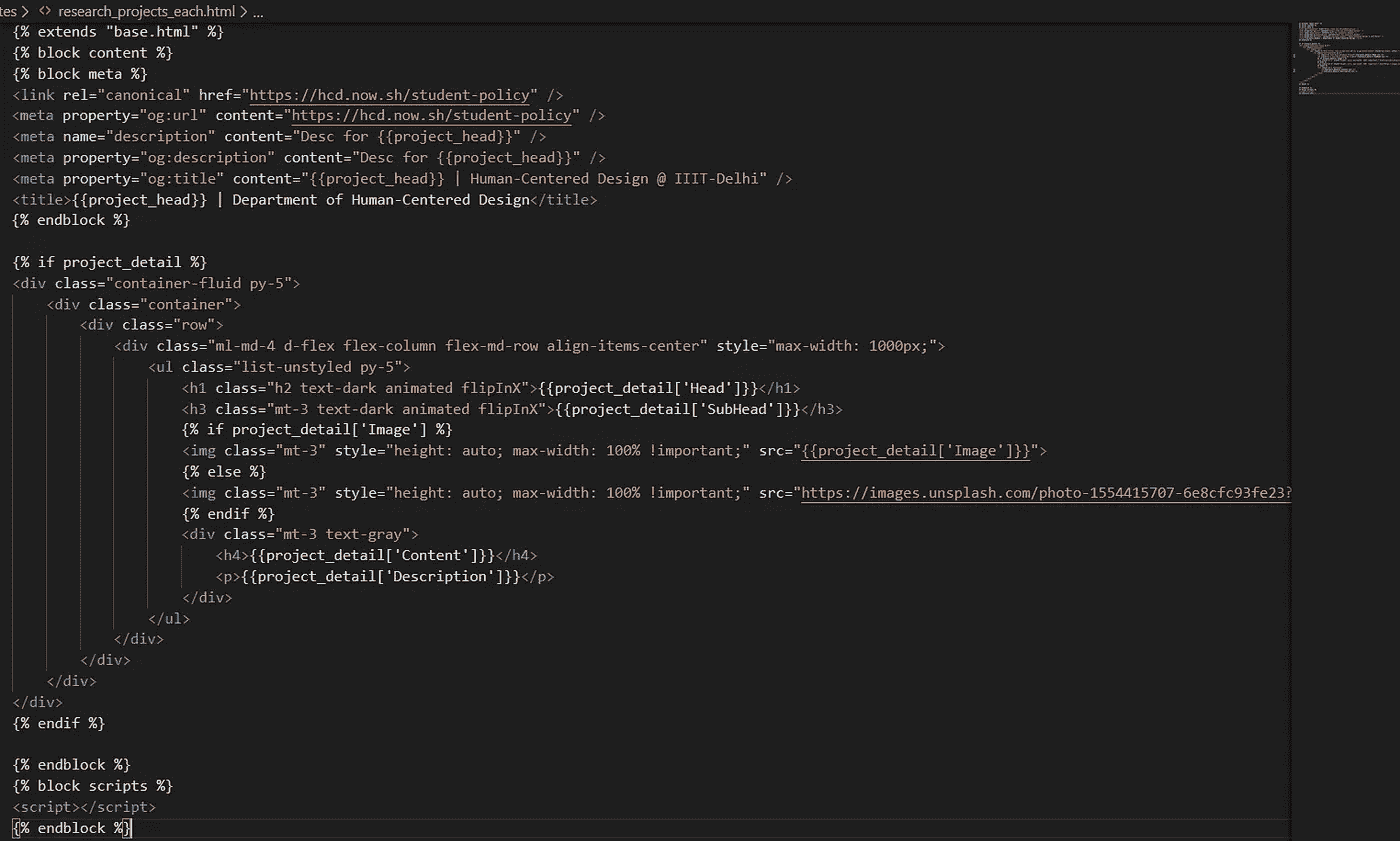 tes > <> research_projects_each.html > ...
{% extends "base.html" %}
{% block content %}
{% block meta %}
<link rel="canonical" href="https://hcd.now.sh/student-policy" />
<meta property="og:url" content="https://hcd.now.sh/student-policy" />
<meta name="description" content="Desc for {{project_head}}" />
<meta property="og:description" content="Desc for {{project_head}}" />
<meta property="og:title" content="{{project_head}} | Human-Centered Design @ IIIT-Delhi" />
<title>{{project_head}} | Department of Human-Centered Design</title>
{% endblock %}
{% if project_detail %}
<div class="container-fluid py-5">
<div class="container">
<div class="row">
<div class="ml-md-4 d-flex flex-column flex-md-row align-items-center" style="max-width: 1000px;">
<ul class="list-unstyled py-5">
<h1 class="h2 text-dark animated flipInX">{{project_detail['Head']}}</h1>
<h3 class="mt-3 text-dark animated flipInX">{{project_detail['SubHead']}}</h3>
{% if project_detail['Image'] %}
<img class="mt-3" style="height: auto; max-width: 100% !important;" src="{{project_detail['Image']}}">
{% else %}
<img class="mt-3" style="height: auto; max-width: 100% !important;" src="https://images.unsplash.com/photo-1554415707-6e8cfc93fe23?
{% endif %}
<div class="mt-3 text-gray">
<h4>{{project_detail['Content']}}</h4>
<p>{{project_detail['Description']}}</p>
</div>
</ul>
</div>
</div>
</div>
</div>
{% endif %}
{% endblock %}
{% block scripts %}
<script></script>
{% endblock %}